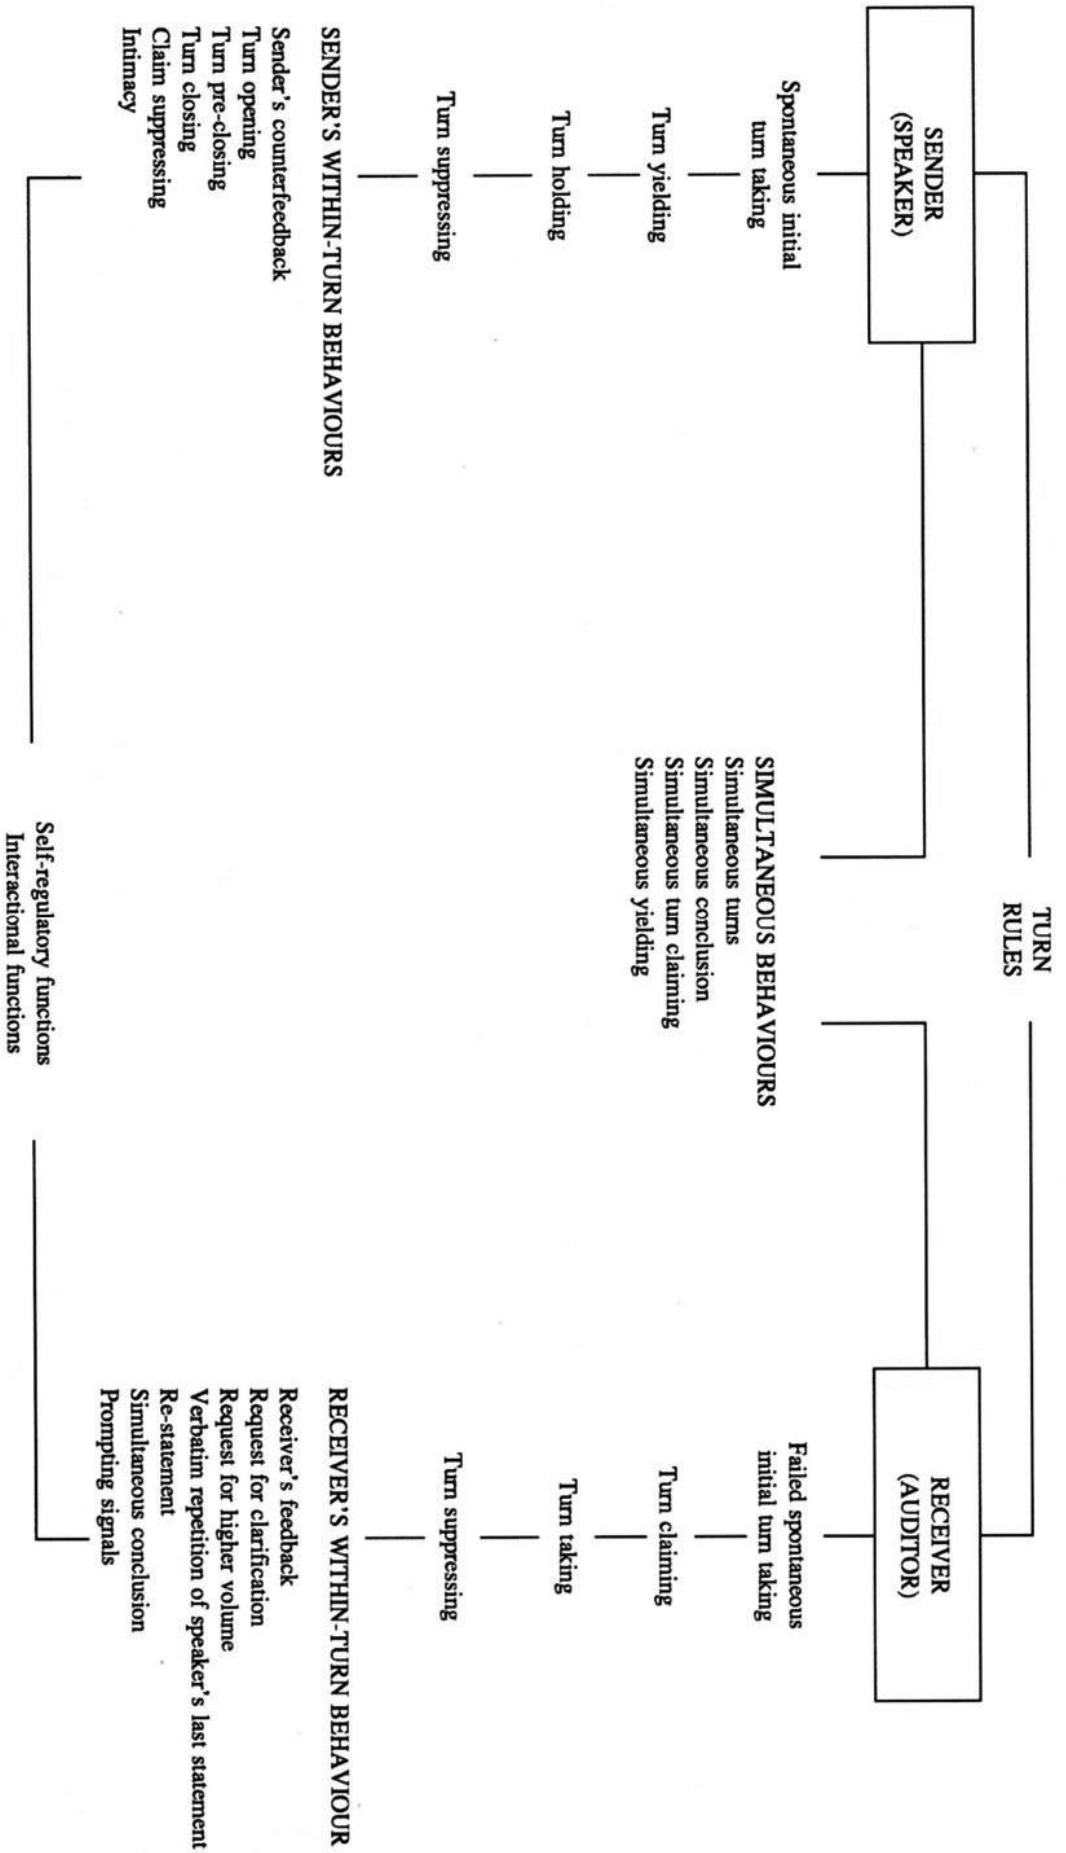 TURN
RULES
SENDER
(SPEAKER)
RECEIVER
(AUDITOR)
Spontaneous initial
turn taking
Turn yielding
Turn holding
Turn suppressing
SENDER'S WITHIN-TURN BEHAVIOURS
Sender's counterfeedback
Turn opening
Turn pre-closing
Turn closing
Claim suppressing
Intimacy
SIMULTANEOUS BEHAVIOURS
Simultaneous turns
Simultaneous conclusion
Simultaneous turn claiming
Simultaneous yielding
Failed spontaneous
initial turn taking
Turn claiming
Turn taking
Turn suppressing
RECEIVER'S WITHIN-TURN BEHAVIOUR
Receiver's feedback
Request for clarification
Request for higher volume
Verbatim repetition of speaker's last statement
Re-statement
Simultaneous conclusion
Prompting signals
Self-regulatory functions
Interactional functions